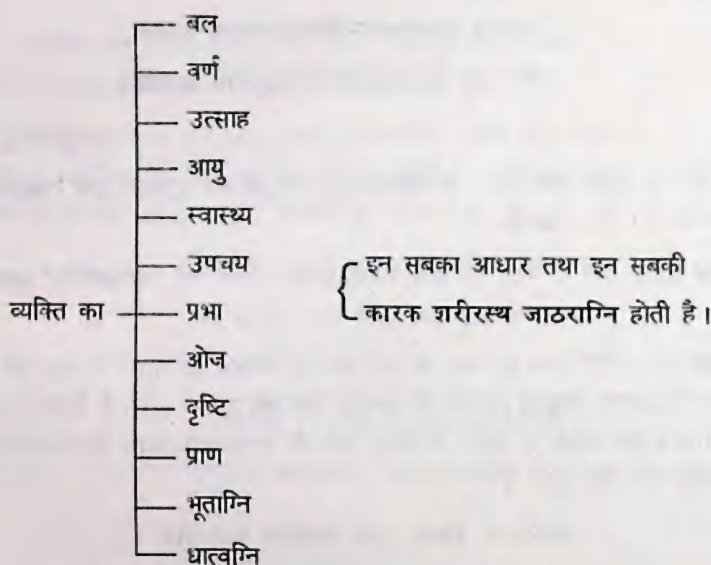 बल
वर्ण
उत्साह
आयु
स्वास्थ्य
उपचय
इन सबका आधार तथा इन सबकी
व्यक्ति का
प्रभा
कारक शरीरस्थ जाठराग्नि होती है।
ओज
दृष्टि
प्राण
भूताग्नि
धात्वग्नि